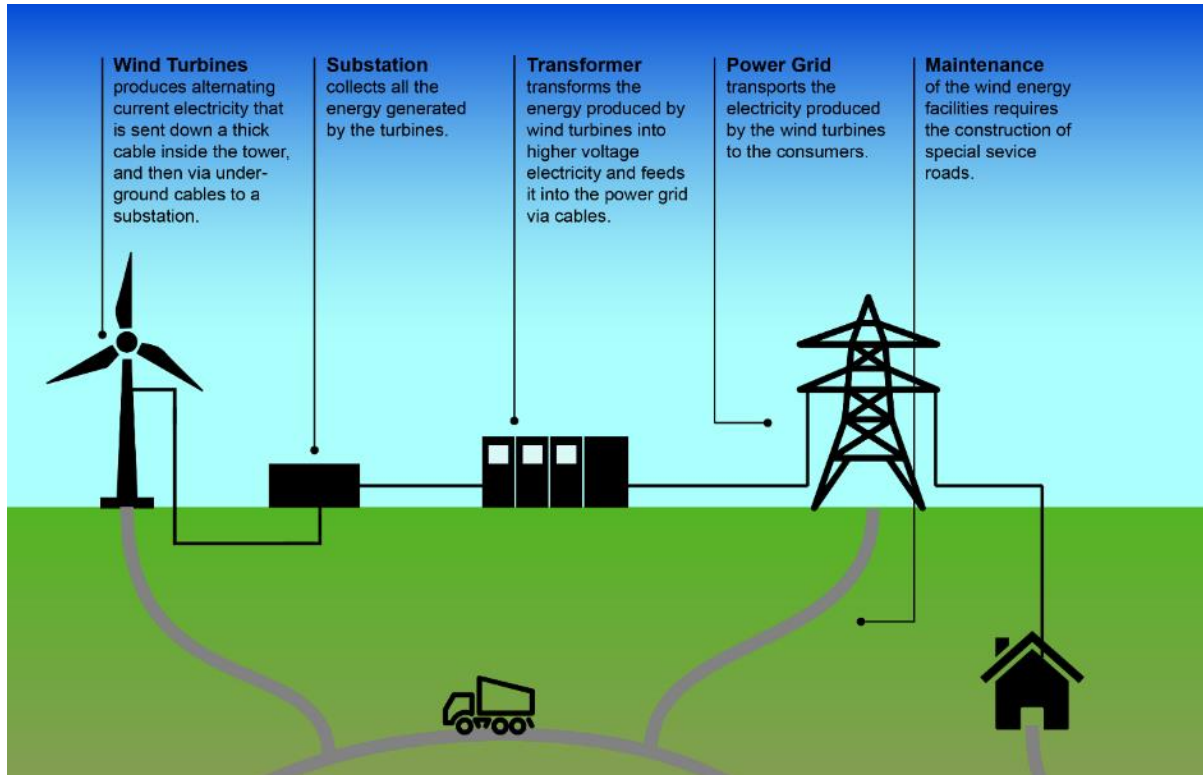 Wind Turbines
produces alternating
current electricity that
is sent down a thick
cable inside the tower,
and then via under-
ground cables to a
substation.
Substation
collects all the
energy generated
by the turbines.
Transformer
transforms the
energy produced by
wind turbines into
higher voltage
electricity and feeds
it into the power grid
via cables.
Power Grid
transports the
electricity produced
by the wind turbines
to the consumers.
Maintenance
of the wind energy
facilities requires
the construction of
special sevice
roads.